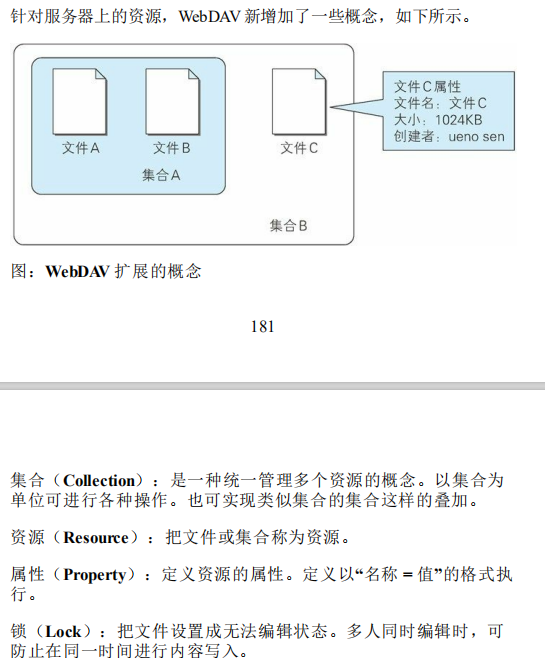 针对服务器上的资源，WebDAV 新增加了一些概念，如下所示。
文件C属性
文件名：文件C
大小：1024KB
创建者：ueno sen
文件A
文件B
文件C
集合A
集合B
图：WebDAV 扩展的概念
181
集合（Collection）：是一种统一管理多个资源的概念。以集合为
单位可进行各种操作。也可实现类似集合的集合这样的叠加。
资源（Resource）：把文件或集合称为资源。
属性（Property）：定义资源的属性。定义以“名称 = 值”的格式执
行。
锁（Lock）：把文件设置成无法编辑状态。多人同时编辑时，可
防止在同一时间进行内容写入。